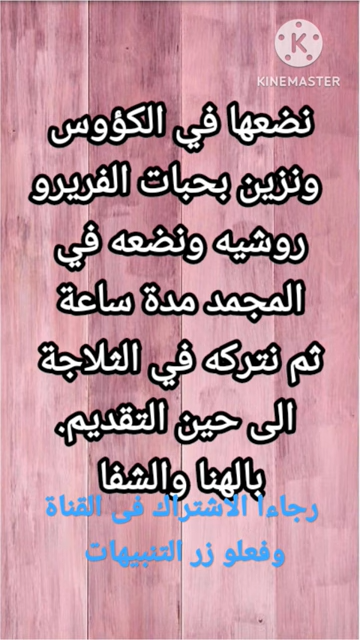 KINEMASTER
نضعها في الكؤوس
ونزين بحبات الفريرو
روشيه ونضعه في
المجمد مدة ساعة
ثم نتركه في الثلاجة
الى حين التقديم.
بالهنا والشفا
رجاءا الاشتراك فى القناة
وفعلو زر التنبيهات